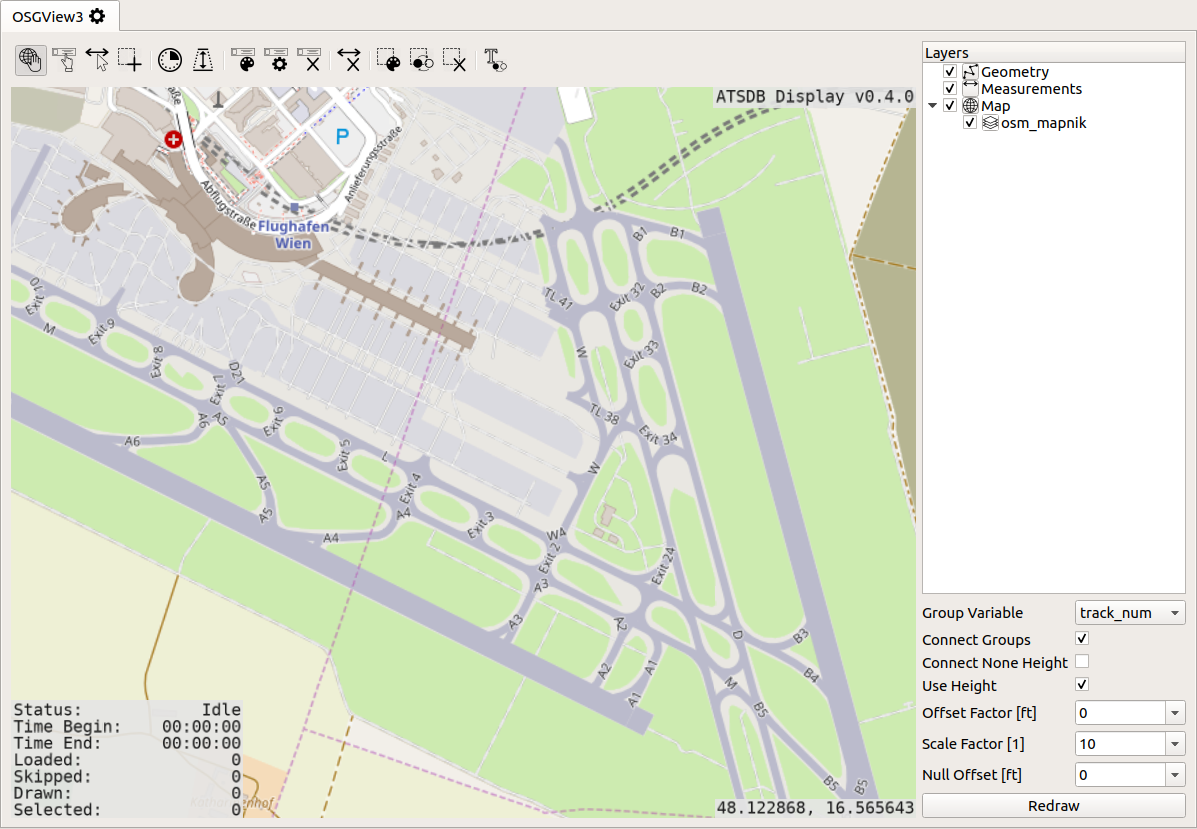 OSGView3
ATSDB Display v0.4.0
Abflugstraße
Anlieferungsstraße
P
Flughafen
Wien
B1
B1
TL 41
Exit 32
B2
B2
W
Exit 33
TL 38
Exit 34
W
Exit 10
M
Exit 9
Exit 8
D21
Exit 7
A6
A5
A6
Exit 6
Exit 5
L
A5
A5
Exit 4
A4
A4
Exit 3
W4
Exit 2
A3
A3
Exit 24
A2
A2
A1
A1
D
B3
B4
M
B5
B5
B5
Status: Idle
Time Begin: 00:00:00
Time End: 00:00:00
Loaded: 0
Skipped: 0
Drawn: 0
Selected: 0
48.122868, 16.565643
Layers
Geometry
Measurements
Map
osm_mapnik
Group Variable track_num
Connect Groups
Connect None Height
Use Height
Offset Factor [ft] 0
Scale Factor [1] 10
Null Offset [ft] 0
Redraw